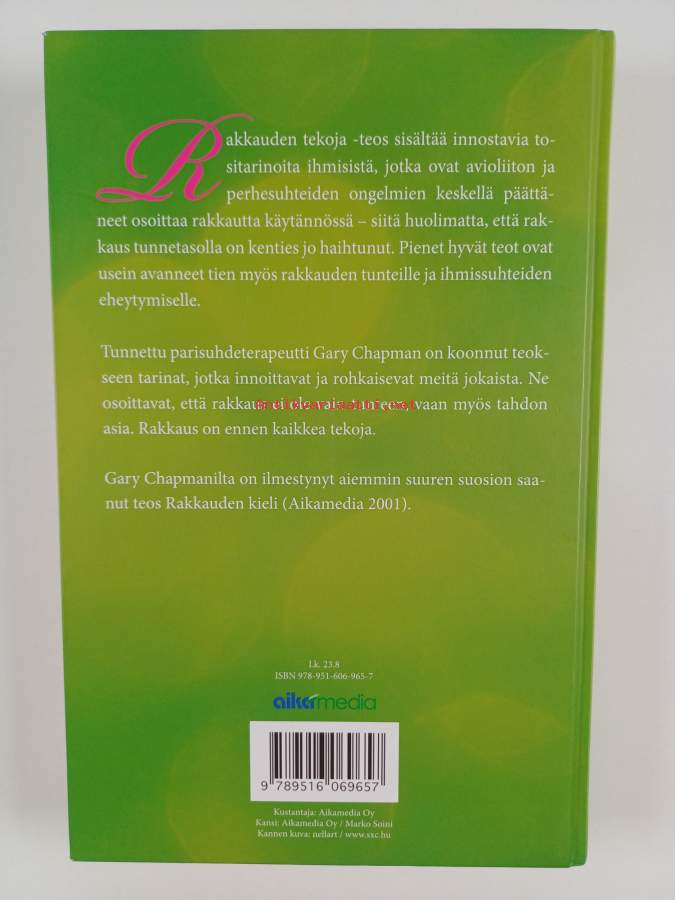 Rakkauden tekoja -teos sisältää innostavia to-
sitarinoita ihmisistä, jotka ovat avioliiton ja
perhesuhteiden ongelmien keskellä päättä-
neet osoittaa rakkautta käytännössä – siitä huolimatta, että rak-
kaus tunnetasolla on kenties jo haihtunut. Pienet hyvät teot ovat
usein avanneet tien myös rakkauden tunteille ja ihmissuhteiden
eheytymiselle.
Tunnettu parisuhdeterapeutti Gary Chapman on koonnut teok-
seen tarinat, jotka innoittavat ja rohkaisevat meitä jokaista. Ne
osoittavat, että rakkaus ei ole vain tunteen, vaan myös tahdon
asia. Rakkaus on ennen kaikkea tekoja.
Gary Chapmanilta on ilmestynyt aiemmin suuren suosion saa-
nut teos Rakkauden kieli (Aikamedia 2001).
Lk. 23.8
ISBN 978-951-606-965-7
aikamedia
9 789516 069657
Kustantaja: Aikamedia Oy
Kansi: Aikamedia Oy / Marko Soini
Kannen kuva: nellart / www.sxc.hu